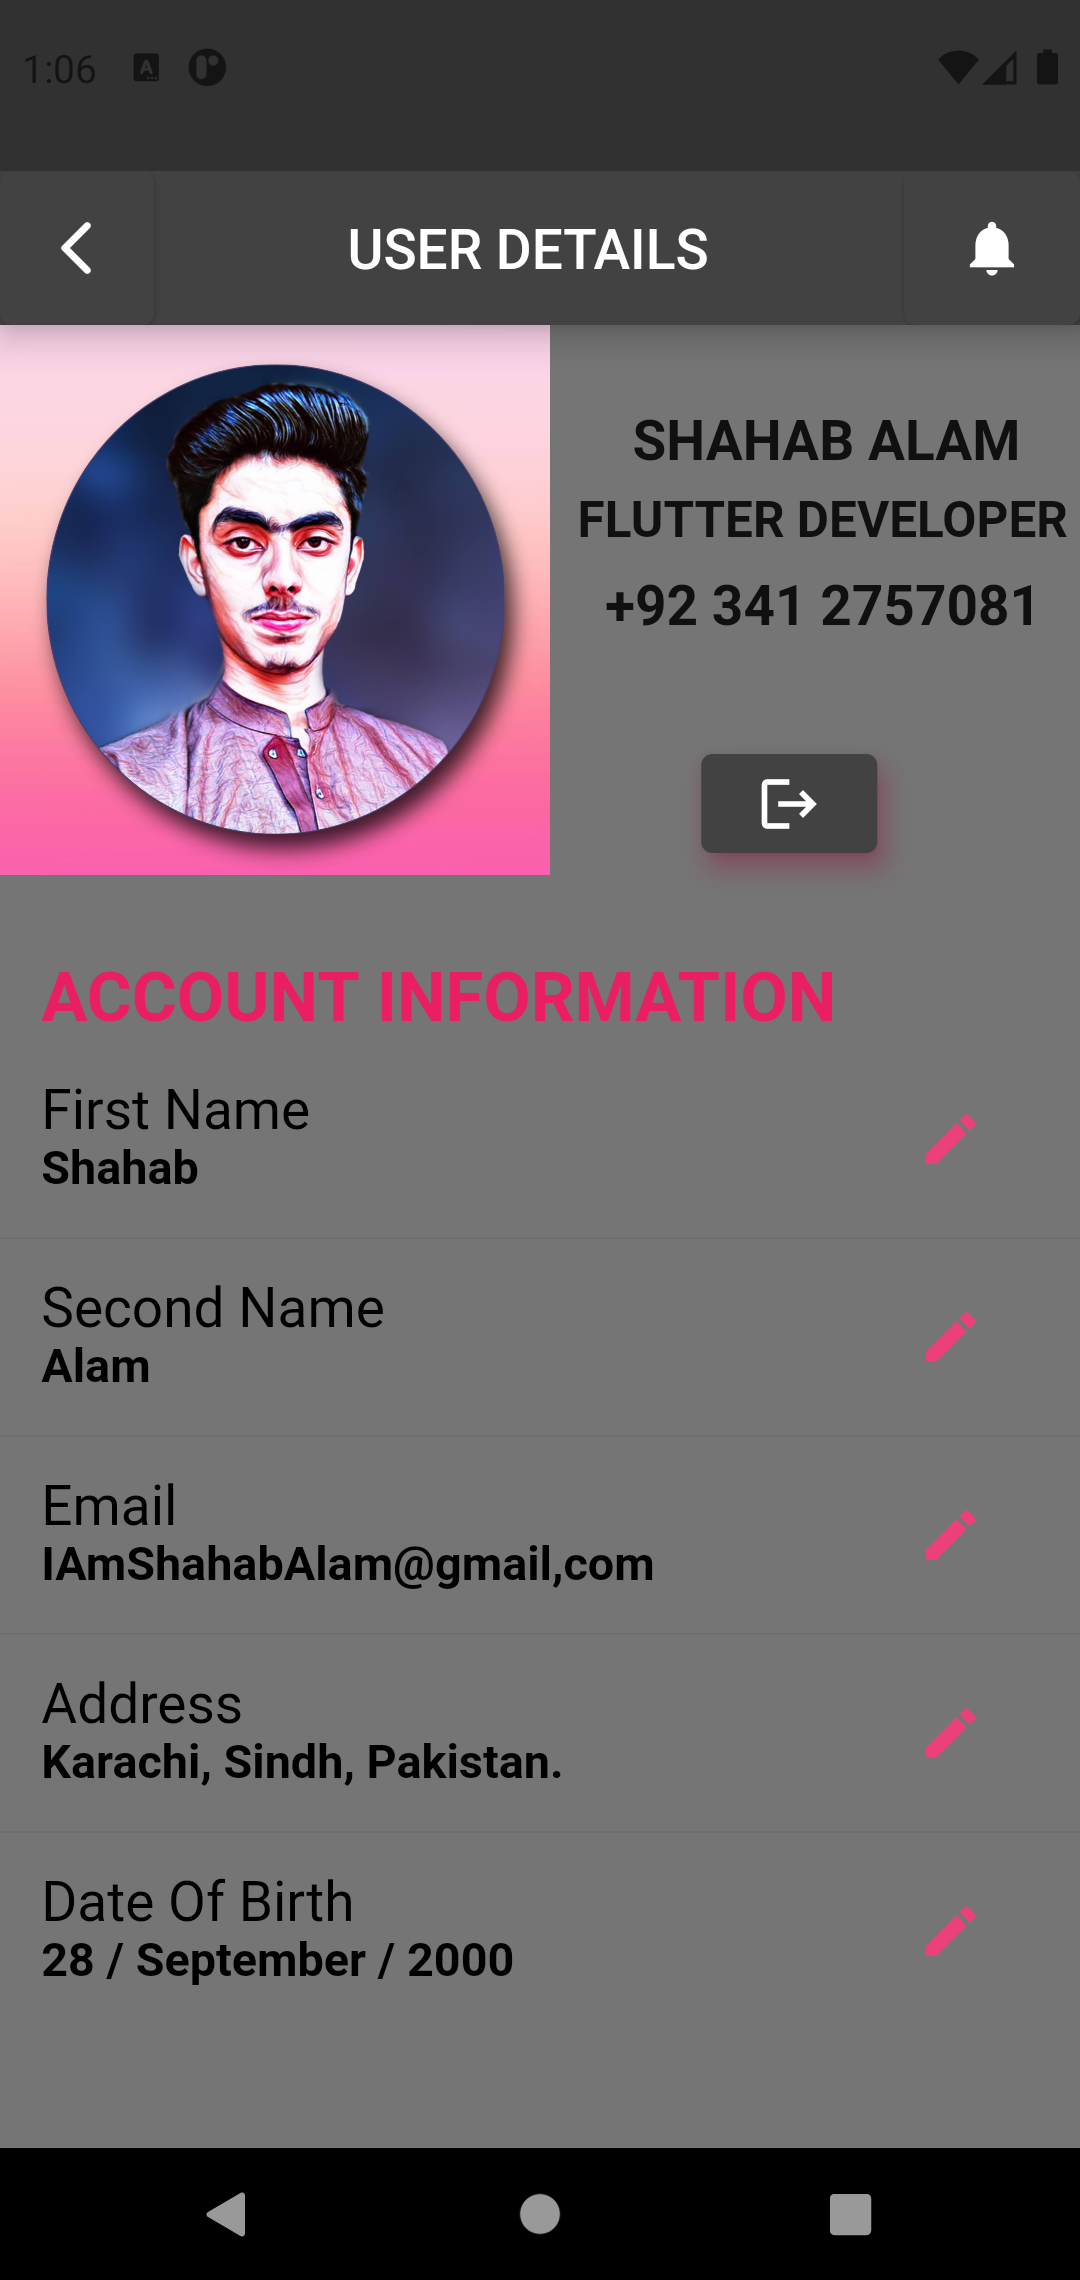 1:06
USER DETAILS
SHAHAB ALAM
FLUTTER DEVELOPER
+92 341 2757081
ACCOUNT INFORMATION
First Name
Shahab
Second Name
Alam
Email
IAmShahabAlam@gmail,com
Address
Karachi, Sindh, Pakistan.
Date Of Birth
28 / September / 2000